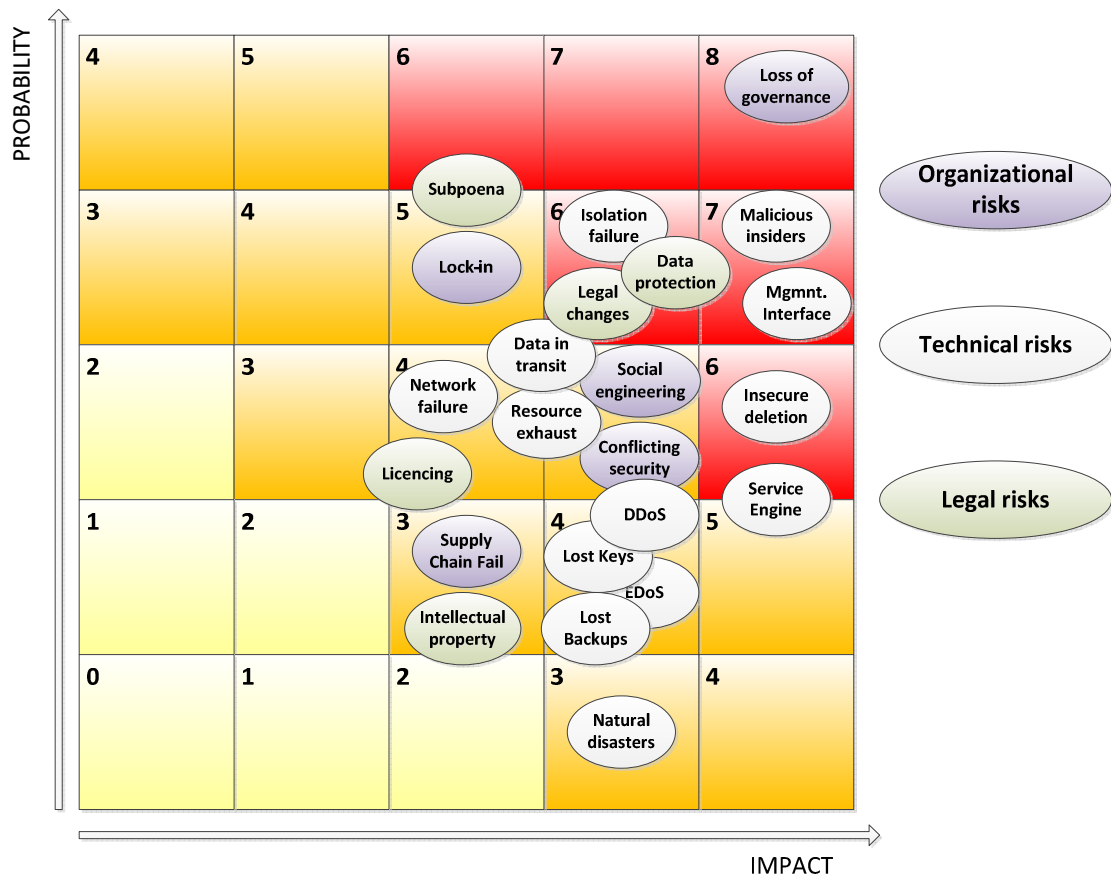 PROBABILITY
4
5
6
7
8
Loss of
governance
Subpoena
3
4
5
6
7
Isolation
failure
Malicious
insiders
Lock-in
Data
protection
Legal
changes
Mgmnt.
Interface
Data in
transit
2
3
4
6
Network
failure
Social
engineering
Insecure
deletion
Resource
exhaust
Conflicting
security
Licencing
Service
Engine
DDoS
1
2
3
4
5
Supply
Chain Fail
Lost Keys
EDoS
Intellectual
property
Lost
Backups
0
1
2
3
4
Natural
disasters
IMPACT
Organizational
risks
Technical risks
Legal risks